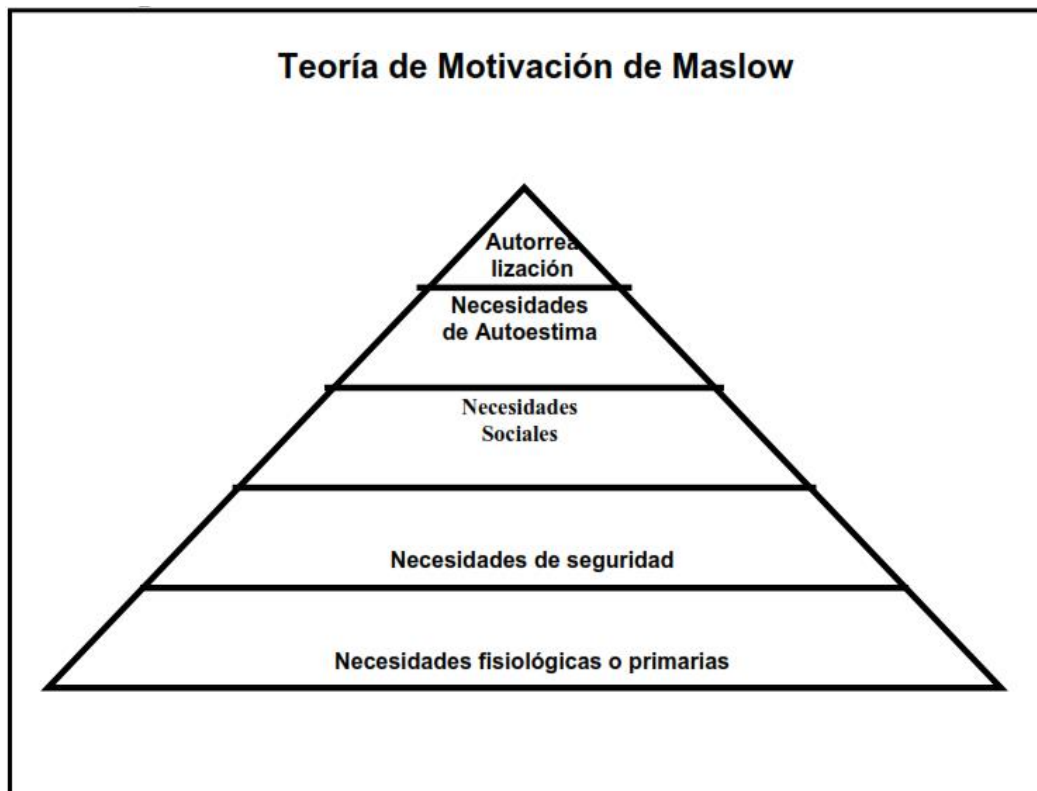 Teoría de Motivación de Maslow
Autorrea
lización
Necesidades
de Autoestima
Necesidades
Sociales
Necesidades de seguridad
Necesidades fisiológicas o primarias